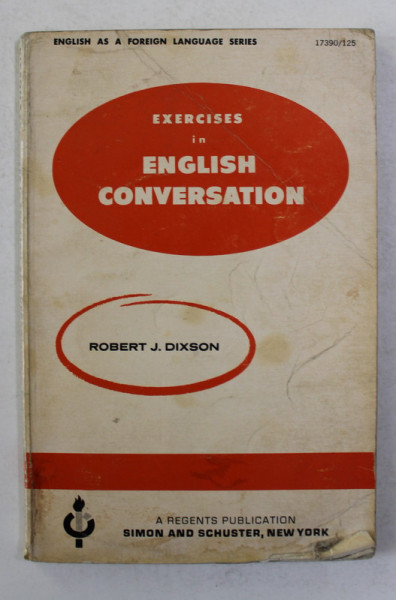 ENGLISH AS A FOREIGN LANGUAGE SERIES 17390/125
EXERCISES
in
ENGLISH
CONVERSATION
ROBERT J. DIXSON
A REGENTS PUBLICATION
SIMON AND SCHUSTER, NEW YORK